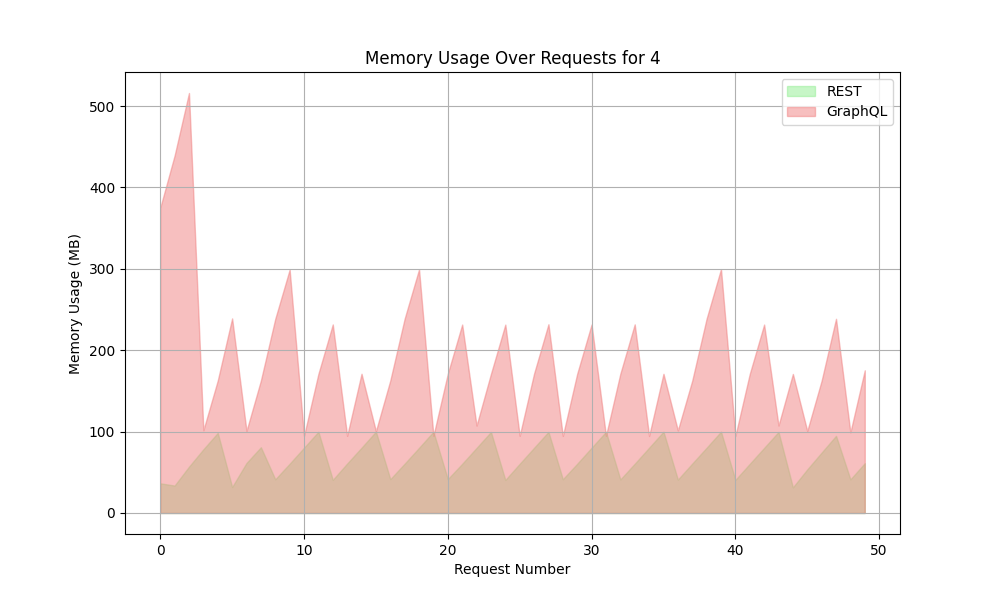 Memory Usage Over Requests for 4
REST
GraphQL
500
400
300
200
100
0
Memory Usage (MB)
0 10 20 30 40 50
Request Number